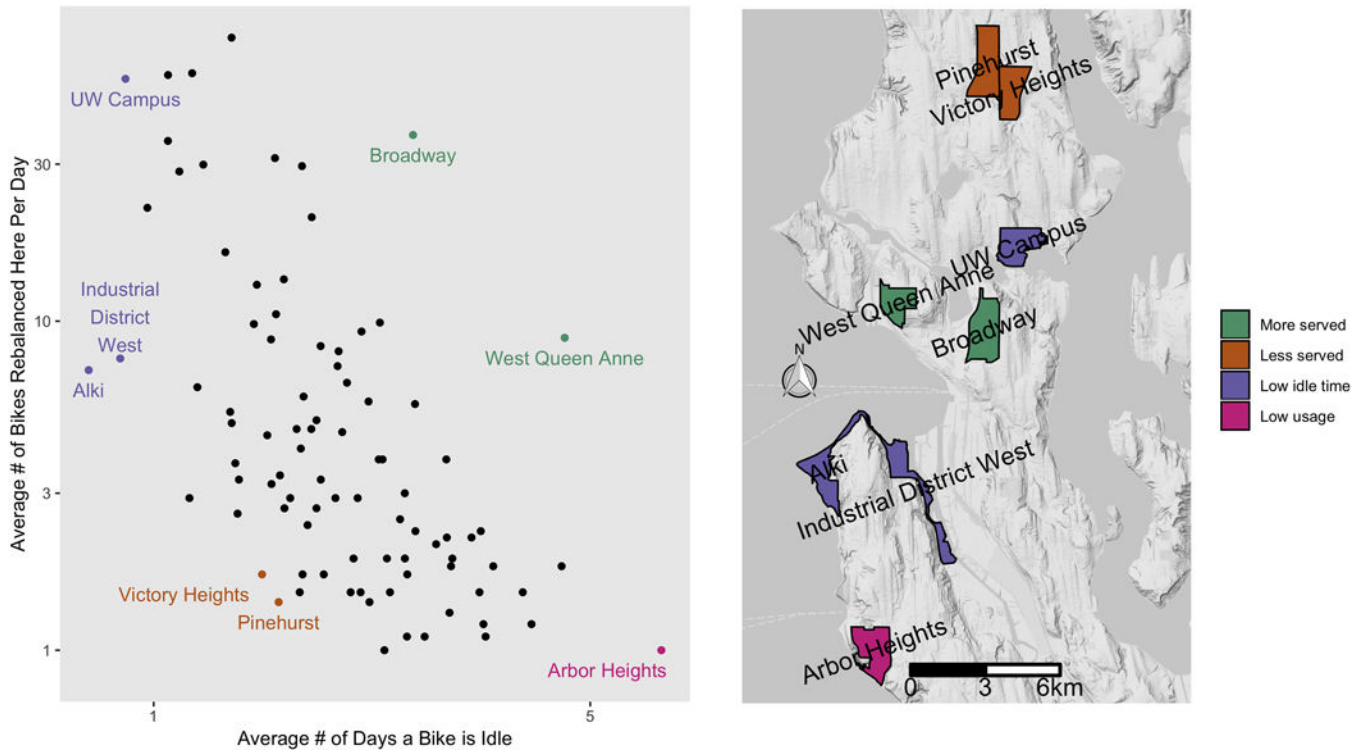 Average # of Bikes Rebalanced Here Per Day
30
10
3
1
UW Campus
Broadway
Industrial
District
West
Alki
West Queen Anne
Victory Heights
Pinehurst
Arbor Heights
1
5
Average # of Days a Bike is Idle
Pinehurst
Victory Heights
UW Campus
West Queen Anne
Broadway
N
Alki
Industrial District West
Arbor Heights
0 3 6km
More served
Less served
Low idle time
Low usage